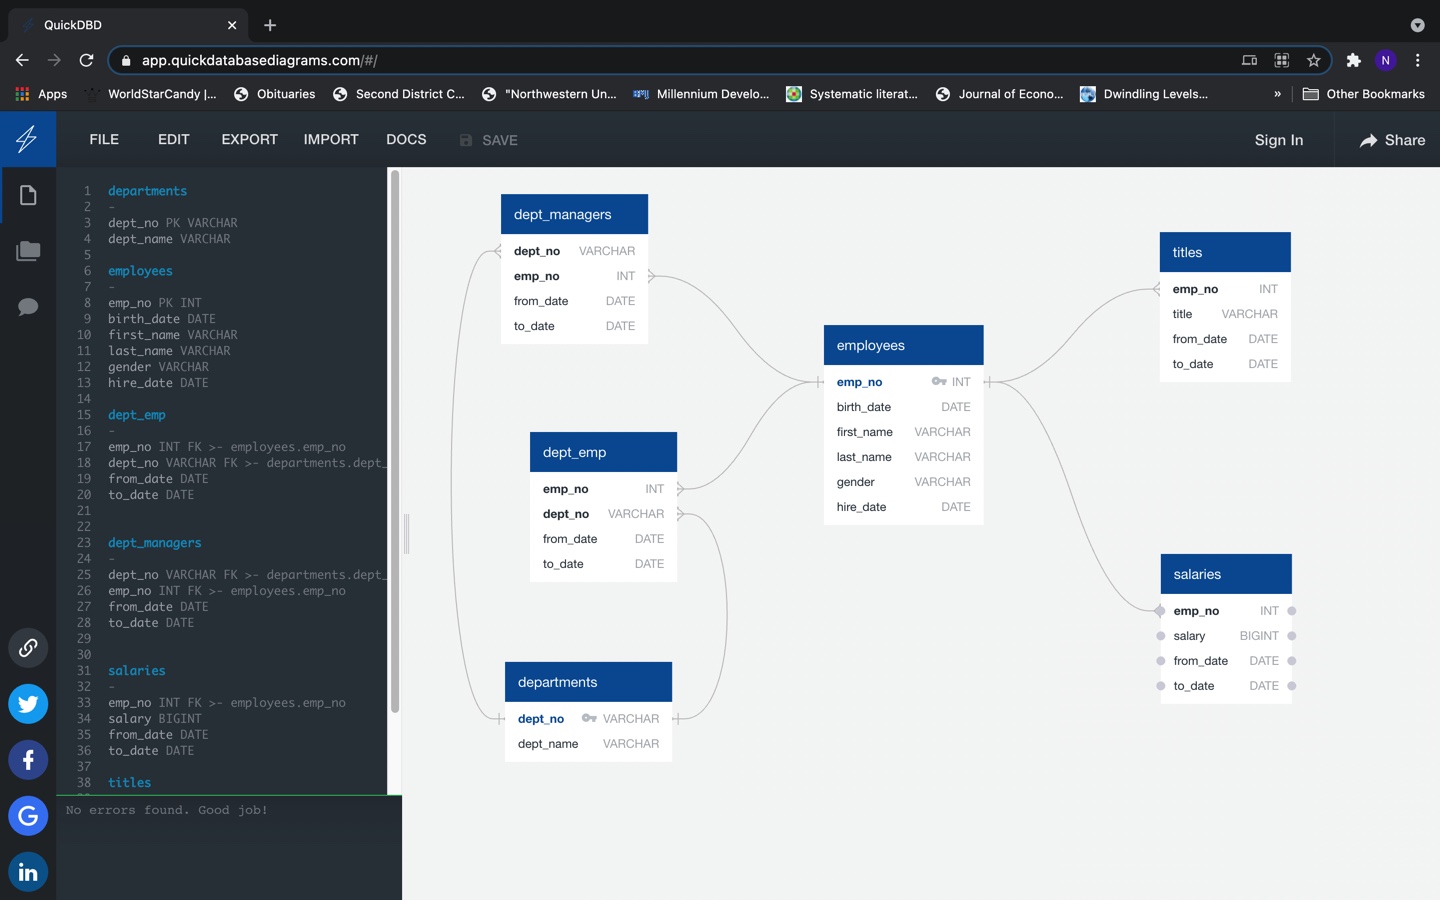 QuickDBD
app.quickdatabasediagrams.com/#/
N
Apps
WorldStarCandy |...
Obituaries
Second District C...
"Northwestern Un...
Millennium Develo...
Systematic literat...
Journal of Econo...
Dwindling Levels...
»
Other Bookmarks
FILE
EDIT
EXPORT
IMPORT
DOCS
SAVE
Sign In
Share
1 departments
2 -
3 dept_no PK VARCHAR
4 dept_name VARCHAR
5
6 employees
7 -
8 emp_no PK INT
9 birth_date DATE
10 first_name VARCHAR
11 last_name VARCHAR
12 gender VARCHAR
13 hire_date DATE
14
15 dept_emp
16 -
17 emp_no INT FK >- employees.emp_no
18 dept_no VARCHAR FK >- departments.dept_
19 from_date DATE
20 to_date DATE
21
22
23 dept_managers
24 -
25 dept_no VARCHAR FK >- departments.dept_
26 emp_no INT FK >- employees.emp_no
27 from_date DATE
28 to_date DATE
29
30
31 salaries
32 -
33 emp_no INT FK >- employees.emp_no
34 salary BIGINT
35 from_date DATE
36 to_date DATE
37
38 titles
No errors found. Good job!
f
G
in
dept_managers
dept_no VARCHAR
emp_no INT
from_date DATE
to_date DATE
dept_emp
emp_no INT
dept_no VARCHAR
from_date DATE
to_date DATE
departments
dept_no VARCHAR
dept_name VARCHAR
employees
emp_no INT
birth_date DATE
first_name VARCHAR
last_name VARCHAR
gender VARCHAR
hire_date DATE
titles
emp_no INT
title VARCHAR
from_date DATE
to_date DATE
salaries
emp_no INT
salary BIGINT
from_date DATE
to_date DATE